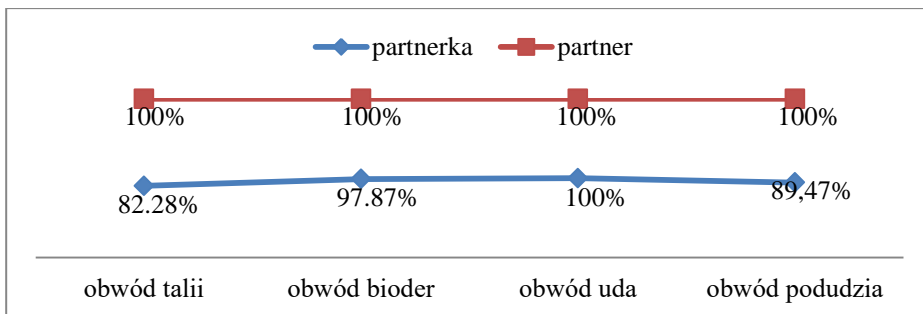 partnerka partner
100% 100% 100% 100%
82.28% 97.87% 100% 89,47%
obwód talii obwód bioder obwód uda obwód podudzia